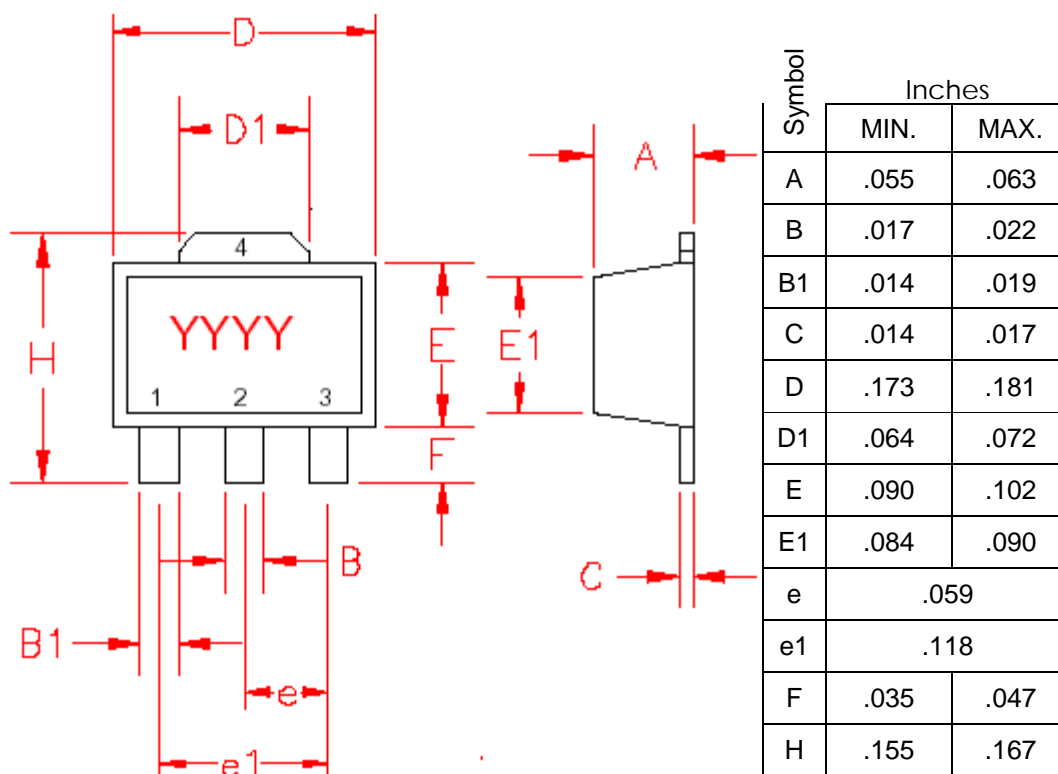 D
D1
4
H
YYYY
E
1 2 3
F
B
B1
e
e1
A
E1
C
Symbol Inches
MIN. MAX.
A .055 .063
B .017 .022
B1 .014 .019
C .014 .017
D .173 .181
D1 .064 .072
E .090 .102
E1 .084 .090
e .059
e1 .118
F .035 .047
H .155 .167